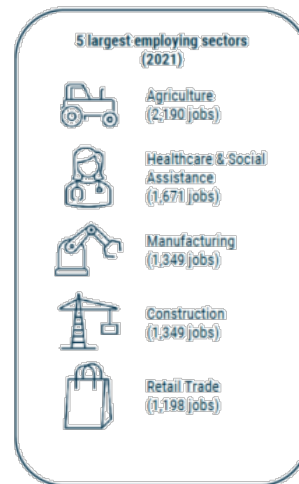 5 largest employing sectors
(2021)
Agriculture
(2,190 jobs)
Healthcare & Social
Assistance
(1,671 jobs)
Manufacturing
(1,349 jobs)
Construction
(1,349 jobs)
Retail Trade
(1,198 jobs)